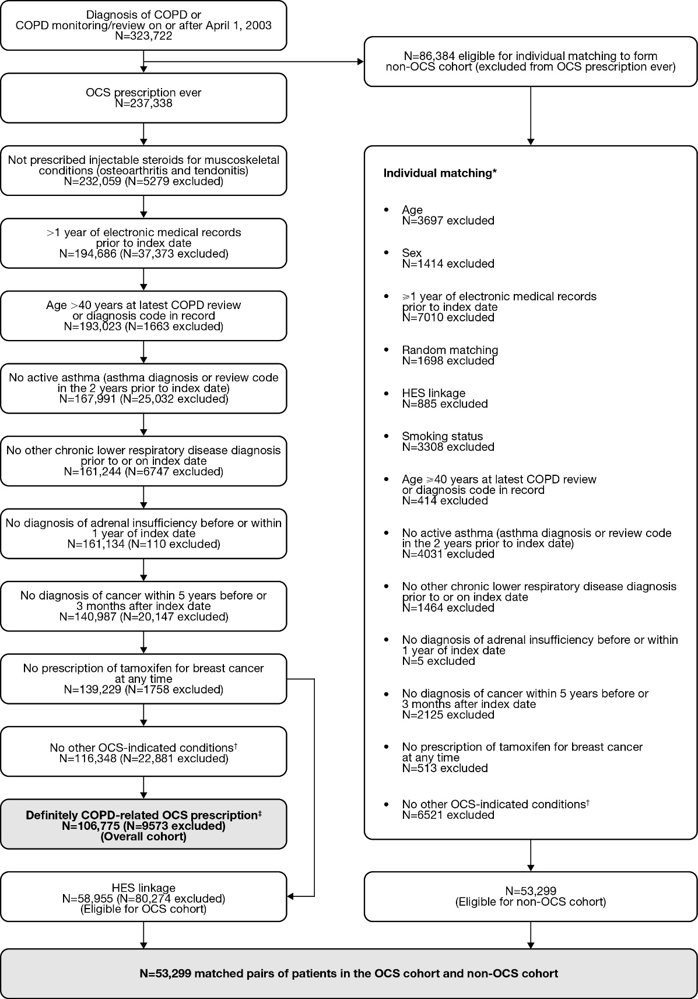 Diagnosis of COPD or
COPD monitoring/review on or after April 1, 2003
N=323,722
N=86,384 eligible for individual matching to form
non-OCS cohort (excluded from OCS prescription ever)
OCS prescription ever
N=237,338
Not prescribed injectable steroids for muscoskeletal
conditions (osteoarthritis and tendonitis)
N=232,059 (N=5279 excluded)
>1 year of electronic medical records
prior to index date
N=194,686 (N=37,373 excluded)
Age >40 years at latest COPD review
or diagnosis code in record
N=193,023 (N=1663 excluded)
No active asthma (asthma diagnosis or review code
in the 2 years prior to index date)
N=167,991 (N=25,032 excluded)
No other chronic lower respiratory disease diagnosis
prior to or on index date
N=161,244 (N=6747 excluded)
No diagnosis of adrenal insufficiency before or within
1 year of index date
N=161,134 (N=110 excluded)
No diagnosis of cancer within 5 years before or
3 months after index date
N=140,987 (N=20,147 excluded)
No prescription of tamoxifen for breast cancer
at any time
N=139,229 (N=1758 excluded)
No other OCS-indicated conditions†
N=116,348 (N=22,881 excluded)
Definitely COPD-related OCS prescription‡
N=106,775 (N=9573 excluded)
(Overall cohort)
HES linkage
N=58,955 (N=80,274 excluded)
(Eligible for OCS cohort)
Individual matching*
• Age
N=3697 excluded
• Sex
N=1414 excluded
• ⩾1 year of electronic medical records
prior to index date
N=7010 excluded
• Random matching
N=1698 excluded
• HES linkage
N=885 excluded
• Smoking status
N=3308 excluded
• Age ⩾40 years at latest COPD review
or diagnosis code in record
N=414 excluded
• No active asthma (asthma diagnosis or review code
in the 2 years prior to index date)
N=4031 excluded
• No other chronic lower respiratory disease diagnosis
prior to or on index date
N=1464 excluded
• No diagnosis of adrenal insufficiency before or within
1 year of index date
N=5 excluded
• No diagnosis of cancer within 5 years before or
3 months after index date
N=2125 excluded
• No prescription of tamoxifen for breast cancer
at any time
N=513 excluded
• No other OCS-indicated conditions†
N=6521 excluded
N=53,299
(Eligible for non-OCS cohort)
N=53,299 matched pairs of patients in the OCS cohort and non-OCS cohort